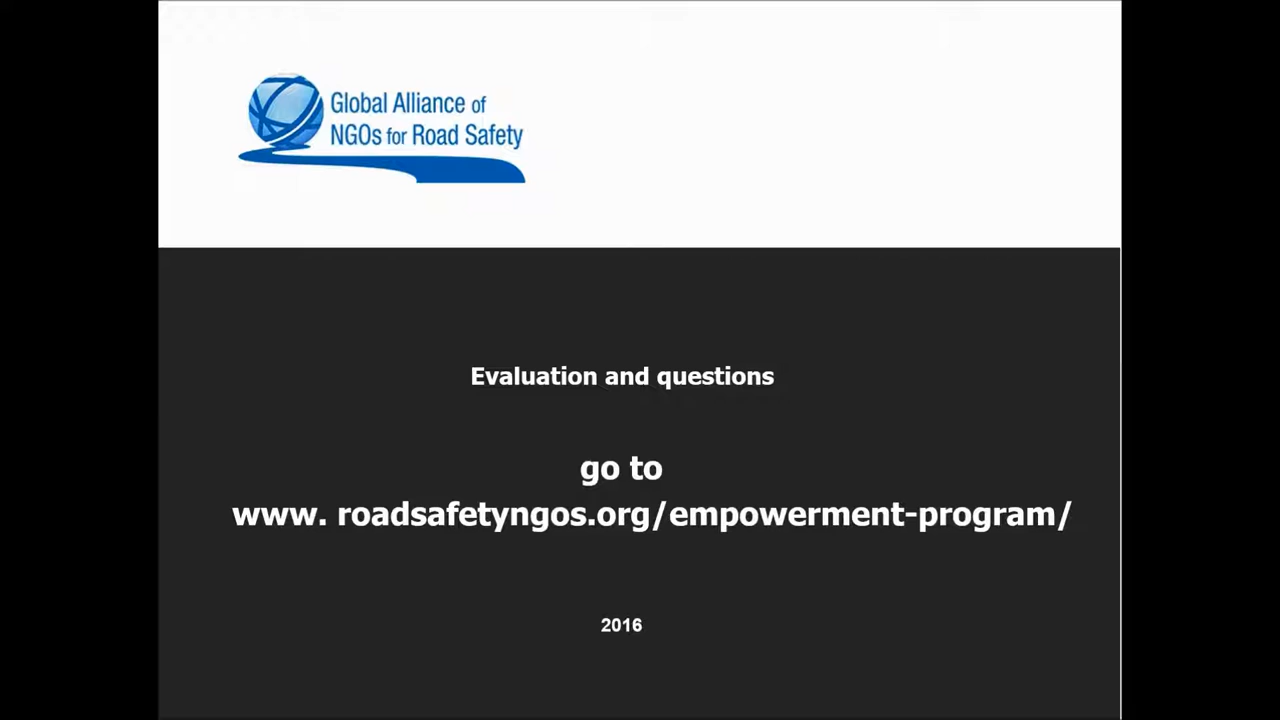 Global Alliance of
NGOs for Road Safety
Evaluation and questions
go to
www. roadsafetyngos.org/empowerment-program/
2016